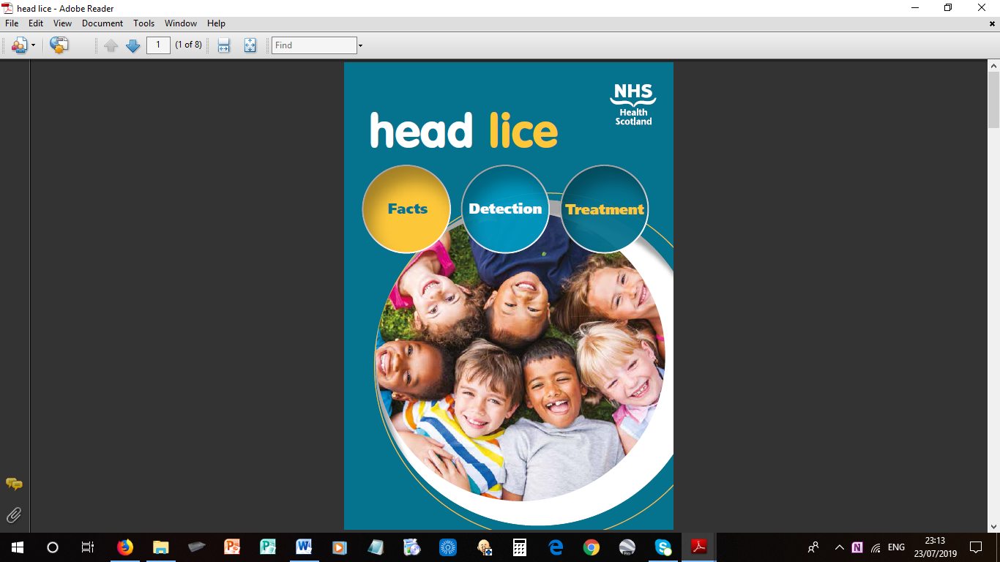 head lice - Adobe Reader
File Edit View Document Tools Window Help
1 (1 of 8) Find
NHS
Health
Scotland
head lice
Facts Detection Treatment
ENG 23:13
23/07/2019